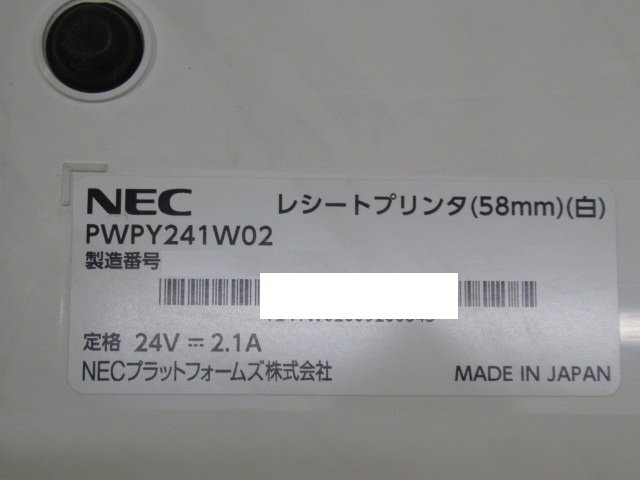 NEC レシートプリンタ(58mm)(白)
PWPY241W02
製造番号
定格 24V ⎓ 2.1A
NECプラットフォームズ株式会社 MADE IN JAPAN